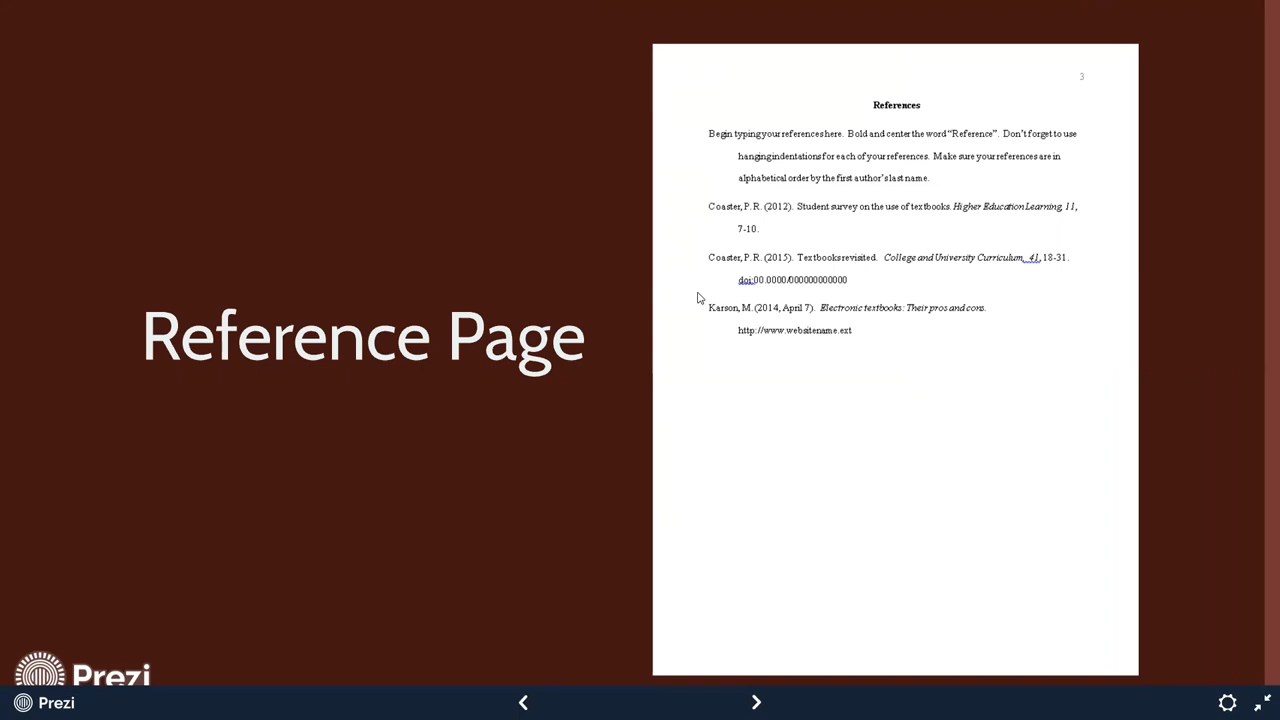 3
References
Begin typing your references here. Bold and center the word “Reference”. Don’t forget to use
hanging indentations for each of your references. Make sure your references are in
alphabetical order by the first author’s last name.
Coaster, P. R. (2012). Student survey on the use of textbooks. Higher Education Learning, 11,
7-10.
Coaster, P. R. (2015). Textbooks revisited. College and University Curriculum, 41, 18-31.
doi:00.0000/000000000000
Karson, M. (2014, April 7). Electronic textbooks: Their pros and cons.
http://www.websitename.ext
Reference Page
Prezi
Prezi